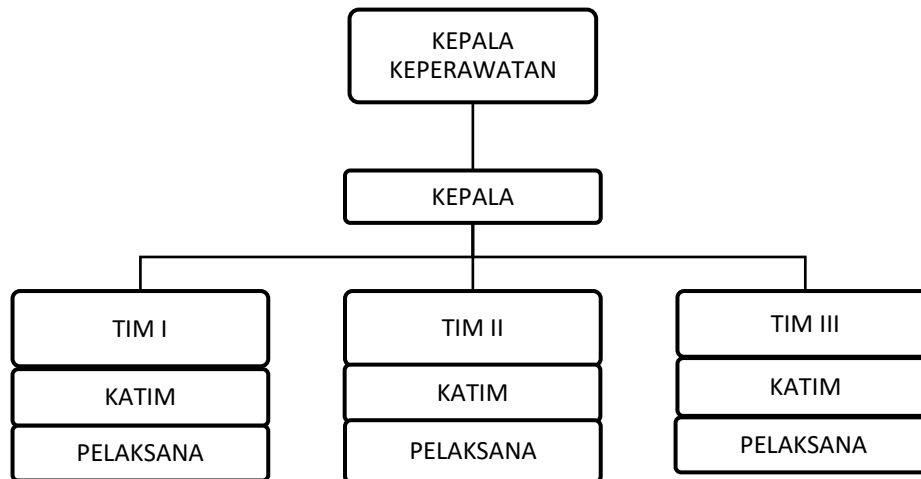 KEPALA
KEPERAWATAN
KEPALA
TIM I
KATIM
PELAKSANA
TIM II
KATIM
PELAKSANA
TIM III
KATIM
PELAKSANA